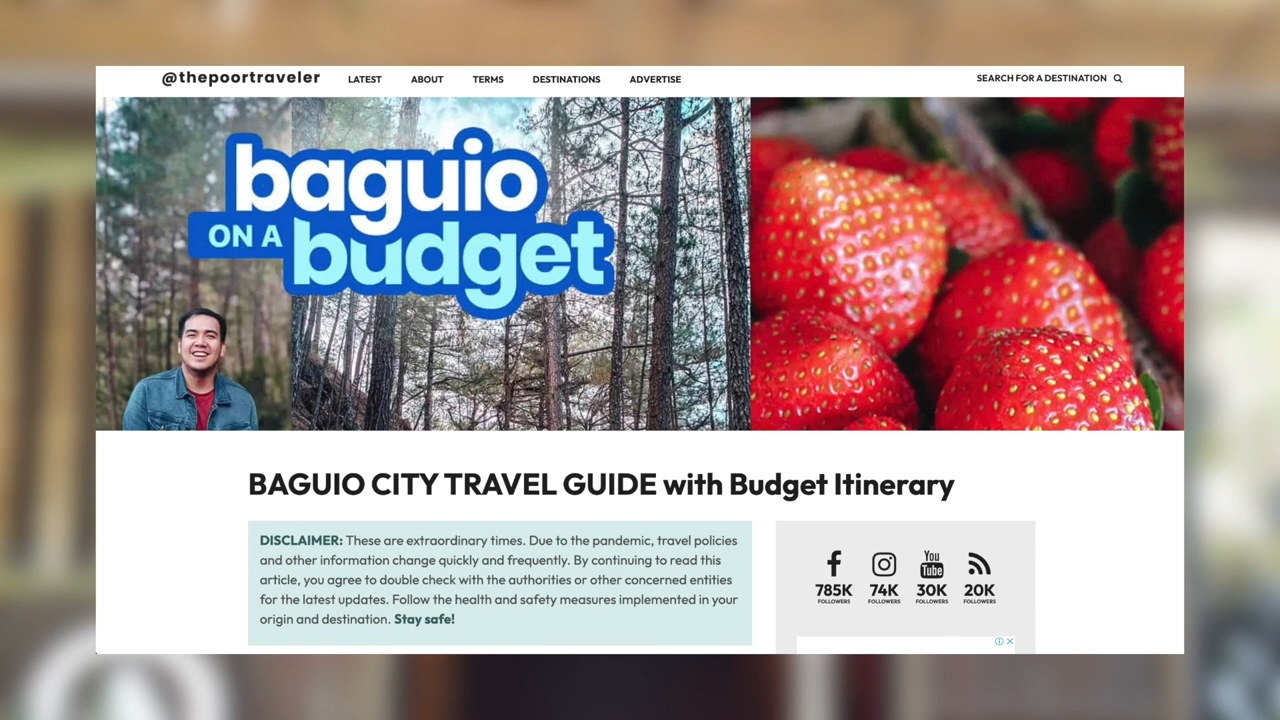 @thepoortraveler LATEST ABOUT TERMS DESTINATIONS ADVERTISE SEARCH FOR A DESTINATION
baguio
ON A budget
BAGUIO CITY TRAVEL GUIDE with Budget Itinerary
DISCLAIMER: These are extraordinary times. Due to the pandemic, travel policies
and other information change quickly and frequently. By continuing to read this
article, you agree to double check with the authorities or other concerned entities
for the latest updates. Follow the health and safety measures implemented in your
origin and destination. Stay safe!
You
Tube
785K 74K 30K 20K
FOLLOWERS FOLLOWERS FOLLOWERS FOLLOWERS